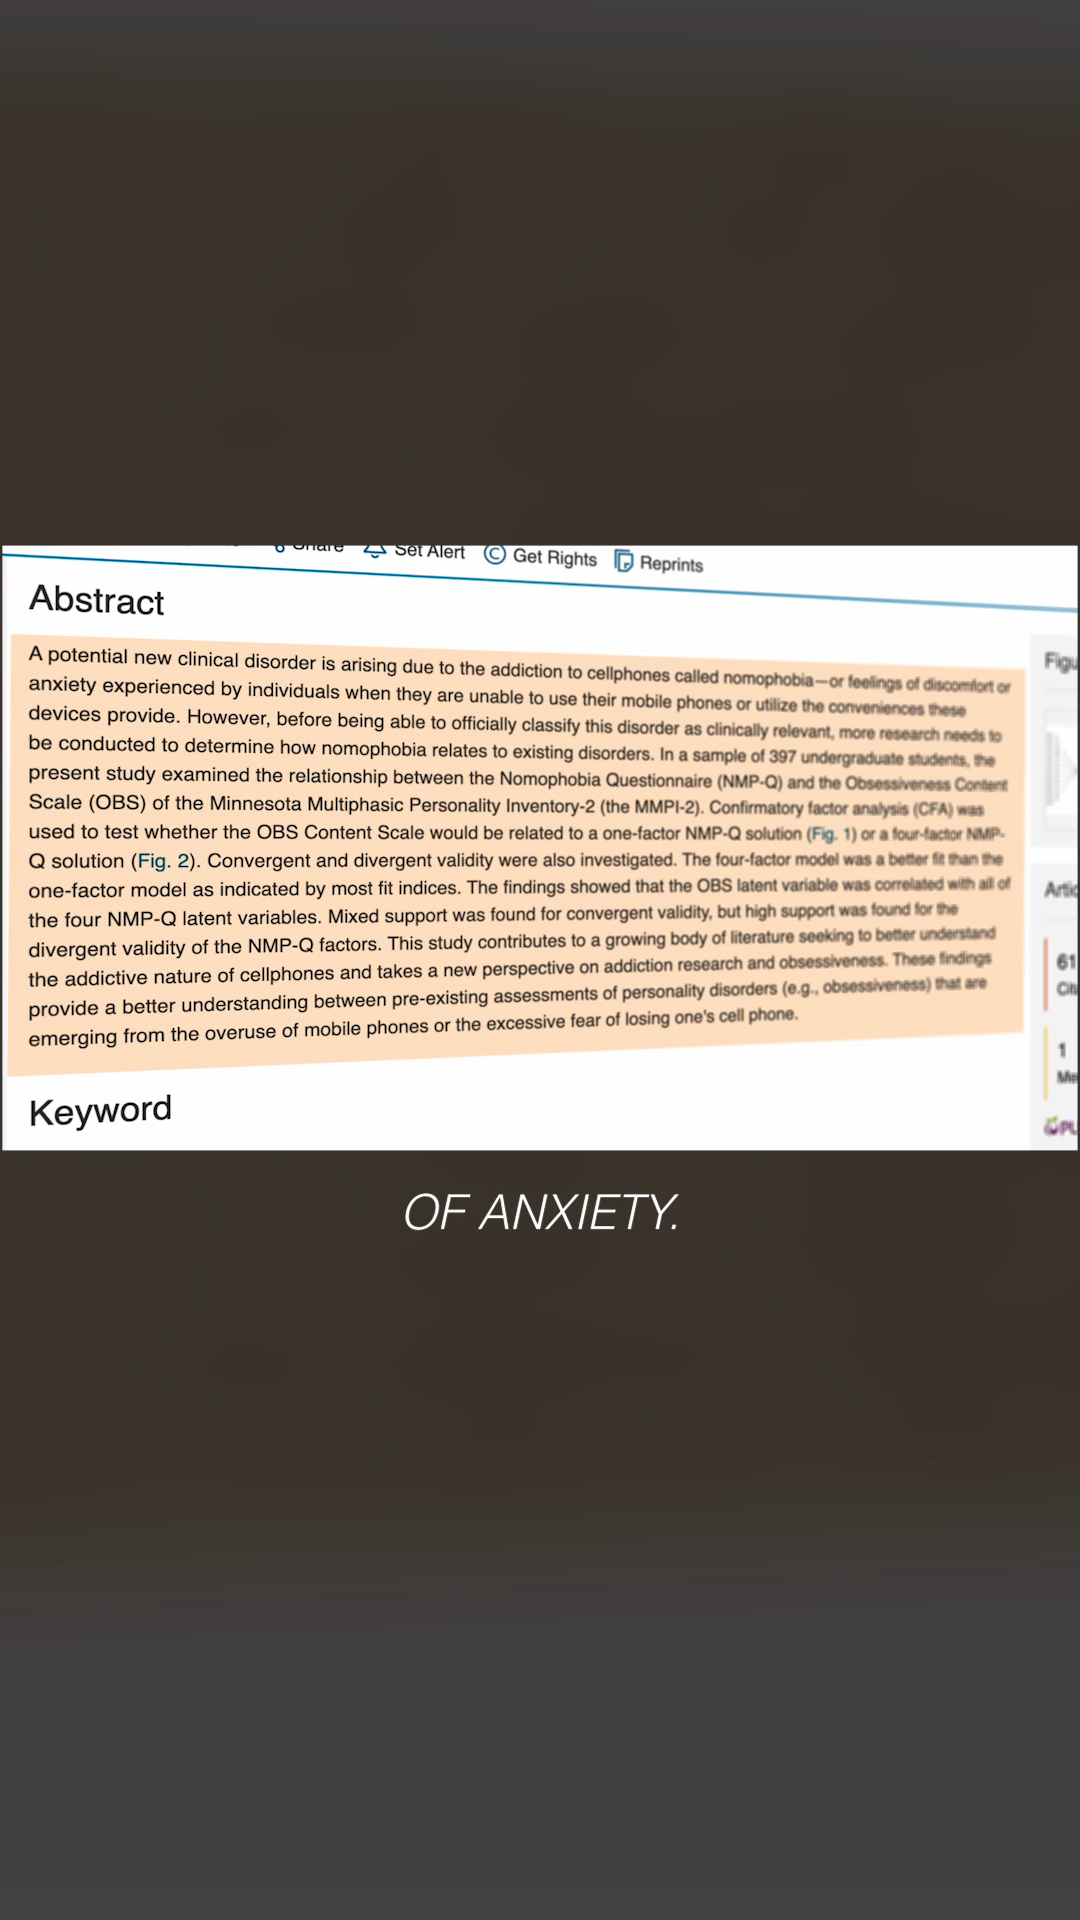 Share Set Alert Get Rights Reprints
Abstract
A potential new clinical disorder is arising due to the addiction to cellphones called nomophobia—or feelings of discomfort or
anxiety experienced by individuals when they are unable to use their mobile phones or utilize the conveniences these
devices provide. However, before being able to officially classify this disorder as clinically relevant, more research needs to
be conducted to determine how nomophobia relates to existing disorders. In a sample of 397 undergraduate students, the
present study examined the relationship between the Nomophobia Questionnaire (NMP-Q) and the Obsessiveness Content
Scale (OBS) of the Minnesota Multiphasic Personality Inventory-2 (the MMPI-2). Confirmatory factor analysis (CFA) was
used to test whether the OBS Content Scale would be related to a one-factor NMP-Q solution (Fig. 1) or a four-factor NMP-
Q solution (Fig. 2). Convergent and divergent validity were also investigated. The four-factor model was a better fit than the
one-factor model as indicated by most fit indices. The findings showed that the OBS latent variable was correlated with all of
the four NMP-Q latent variables. Mixed support was found for convergent validity, but high support was found for the
divergent validity of the NMP-Q factors. This study contributes to a growing body of literature seeking to better understand
the addictive nature of cellphones and takes a new perspective on addiction research and obsessiveness. These findings
provide a better understanding between pre-existing assessments of personality disorders (e.g., obsessiveness) that are
emerging from the overuse of mobile phones or the excessive fear of losing one's cell phone.
Keyword
Figu
Artic
61
Cit
1
Me
PL
OF ANXIETY.